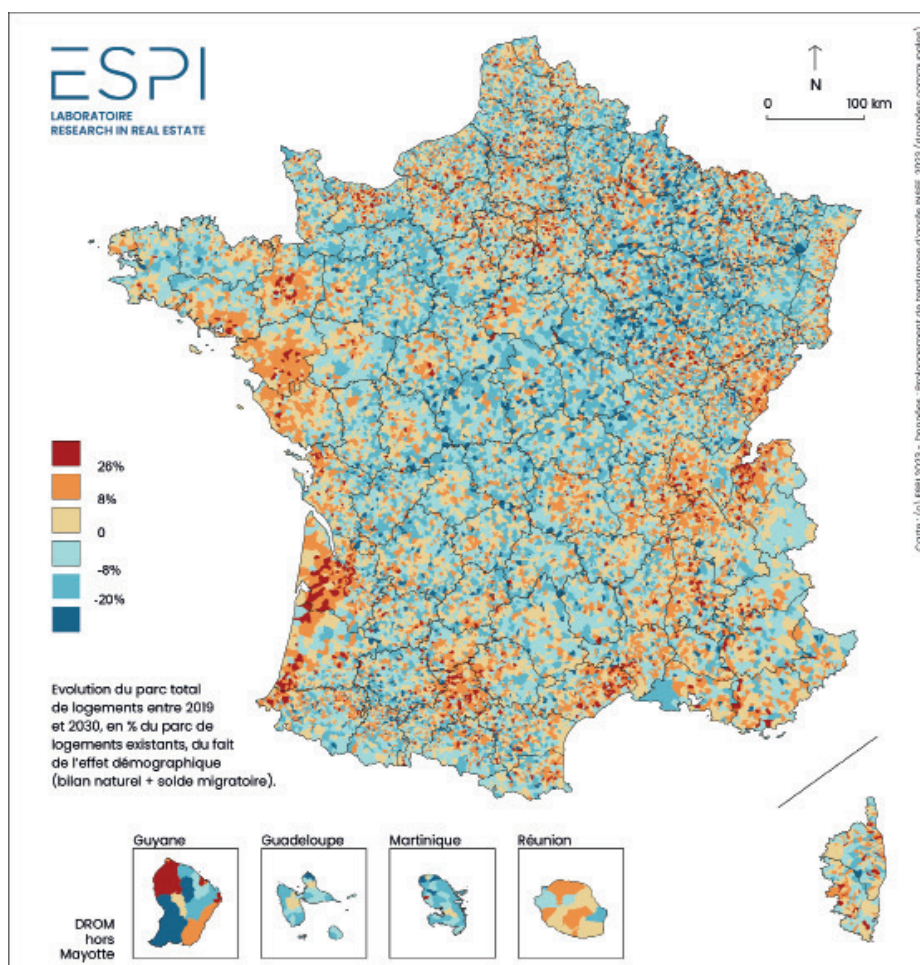 ESPI
LABORATOIRE
RESEARCH IN REAL ESTATE
N
0 100 km
26%
8%
0
-8%
-20%
Evolution du parc total
de logements entre 2019
et 2030, en % du parc de
logements existants, du fait
de l'effet démographique
(bilan naturel + solde migratoire).
Guyane
Guadeloupe
Martinique
Réunion
DROM
hors
Mayotte